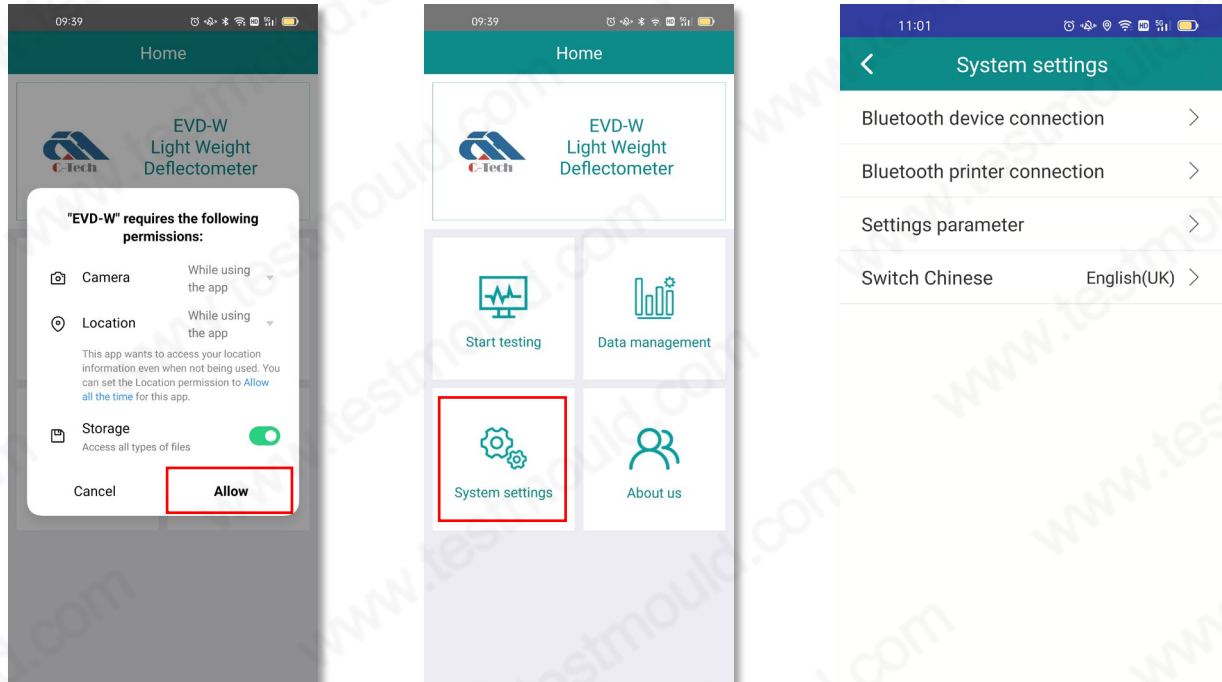 09:39
Home
EVD-W
Light Weight
Deflectometer
C-Tech
"EVD-W" requires the following
permissions:
Camera
While using
the app
Location
While using
the app
This app wants to access your location
information even when not being used. You
can set the Location permission to Allow
all the time for this app.
Storage
Access all types of files
Cancel
Allow
09:39
Home
EVD-W
Light Weight
Deflectometer
C-Tech
Start testing
Data management
System settings
About us
11:01
System settings
Bluetooth device connection
Bluetooth printer connection
Settings parameter
Switch Chinese English(UK)
www.testmould.com